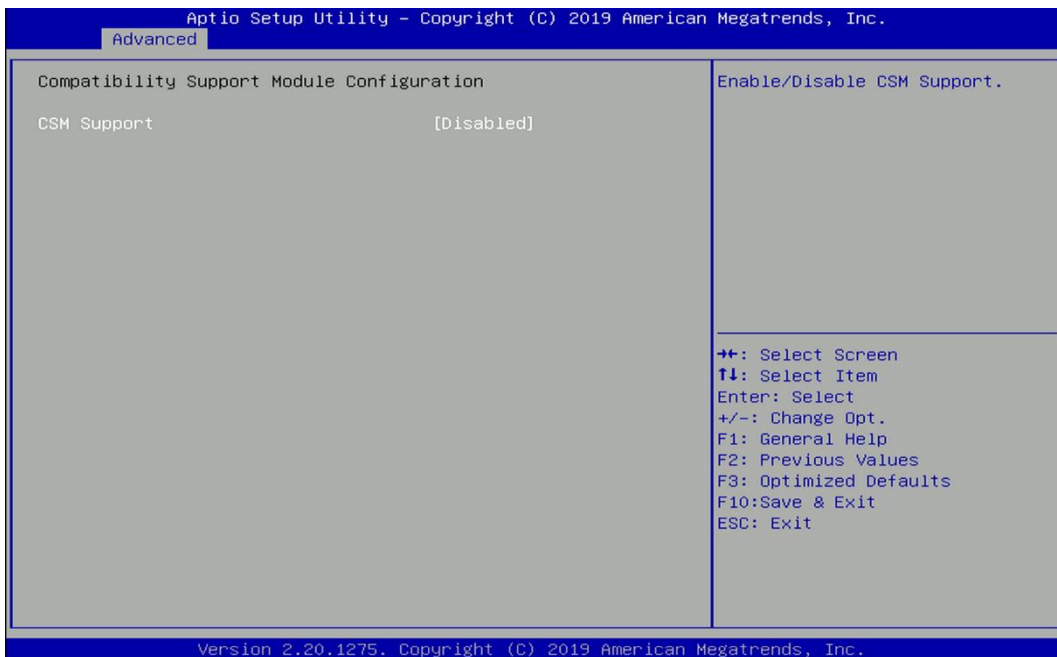 Aptio Setup Utility – Copyright (C) 2019 American Megatrends, Inc.
Advanced
Compatibility Support Module Configuration
CSM Support [Disabled]
Enable/Disable CSM Support.
→←: Select Screen
↑↓: Select Item
Enter: Select
+/-: Change Opt.
F1: General Help
F2: Previous Values
F3: Optimized Defaults
F10:Save & Exit
ESC: Exit
Version 2.20.1275. Copyright (C) 2019 American Megatrends, Inc.